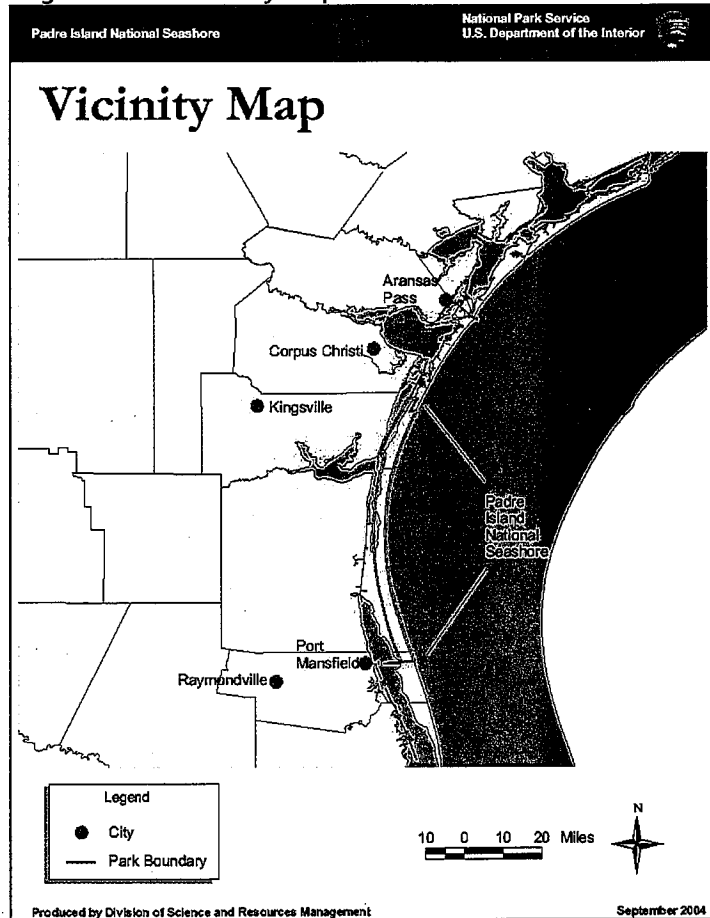 Padre Island National Seashore
National Park Service
U.S. Department of the Interior
Vicinity Map
Aransas
Pass
Corpus Christi
Kingsville
Padre
Island
National
Seashore
Port
Mansfield
Raymondville
Legend
City
Park Boundary
10 0 10 20 Miles
N
Produced by Division of Science and Resources Management
September 2004